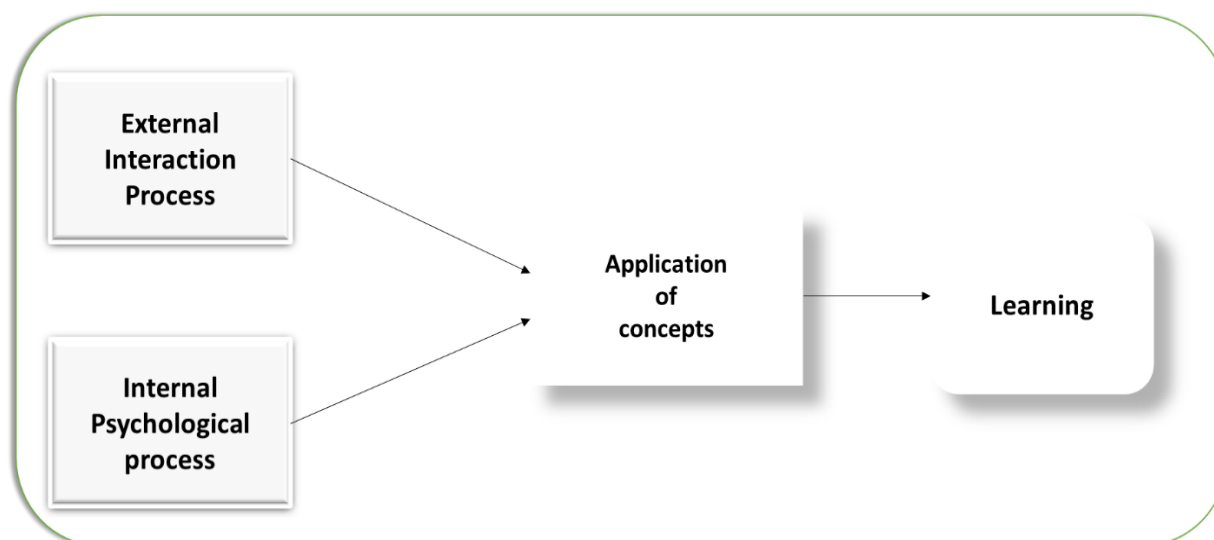 External
Interaction
Process
Internal
Psychological
process
Application
of
concepts
Learning